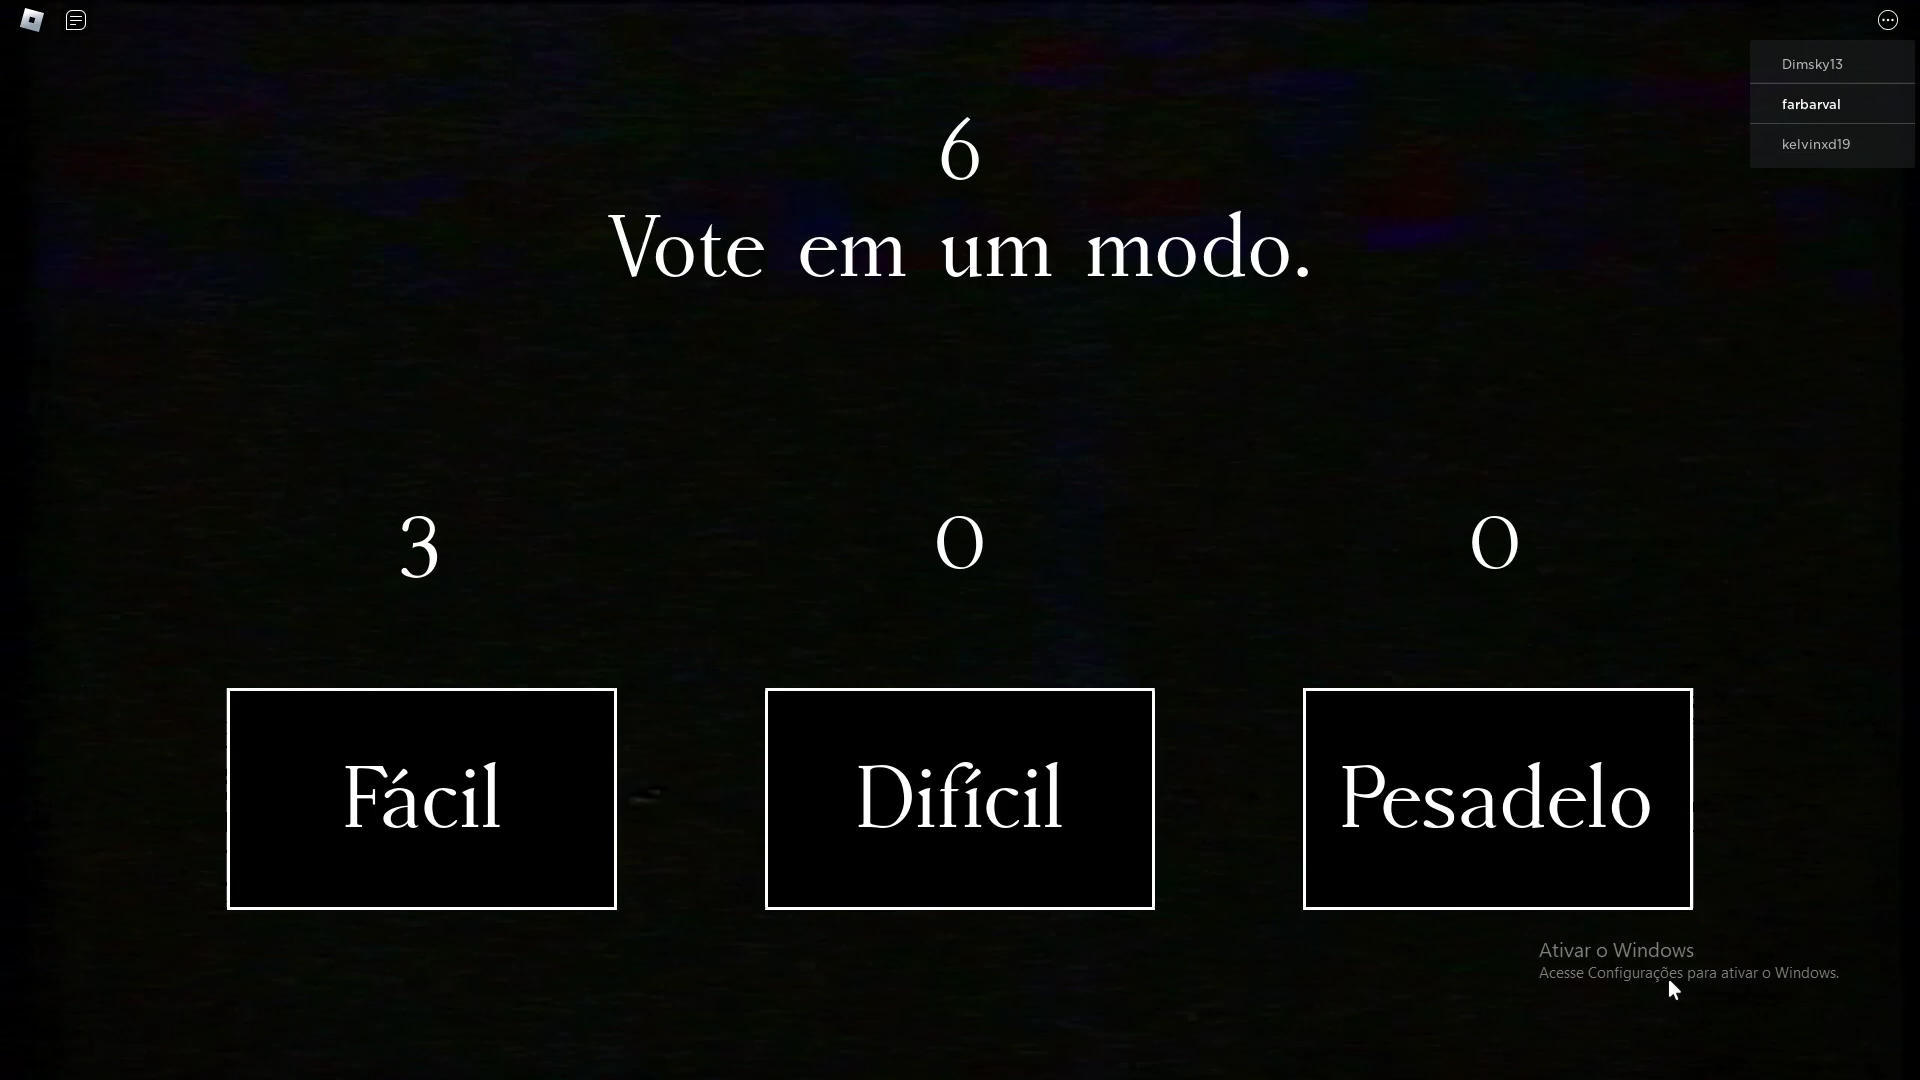 Dimsky13
farbarval
kelvinxd19
6
Vote em um modo.
3
0
0
Fácil
Difícil
Pesadelo
Ativar o Windows
Acesse Configurações para ativar o Windows.